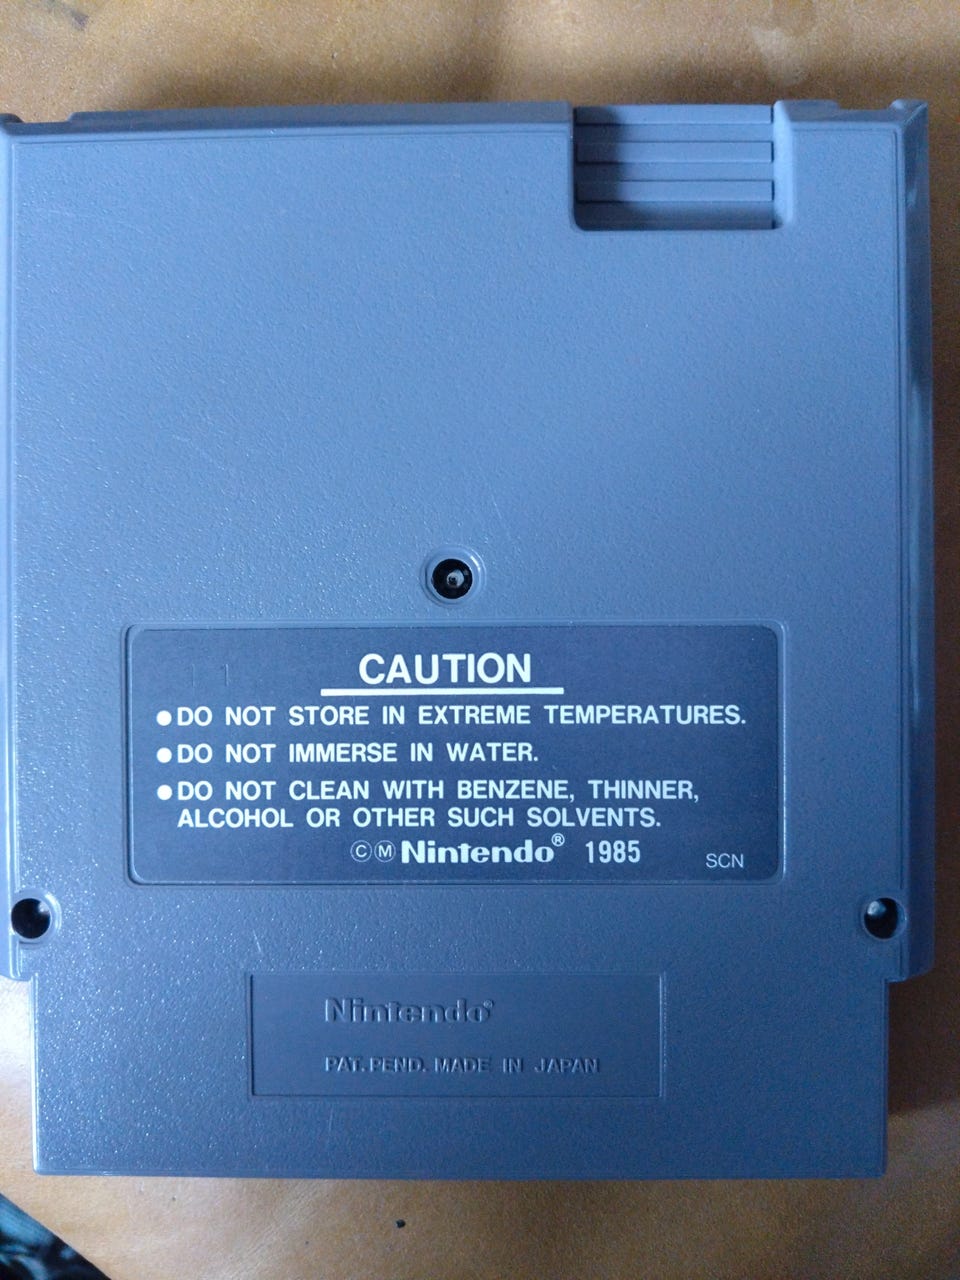 CAUTION
●DO NOT STORE IN EXTREME TEMPERATURES.
●DO NOT IMMERSE IN WATER.
●DO NOT CLEAN WITH BENZENE, THINNER,
ALCOHOL OR OTHER SUCH SOLVENTS.
ⒸⓂNintendo® 1985
SCN
Nintendo®
PAT. PEND. MADE IN JAPAN